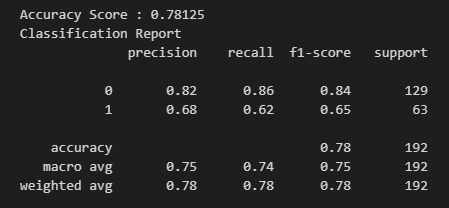 Accuracy Score : 0.78125
Classification Report
precision recall f1-score support
0 0.82 0.86 0.84 129
1 0.68 0.62 0.65 63
accuracy 0.78 192
macro avg 0.75 0.74 0.75 192
weighted avg 0.78 0.78 0.78 192